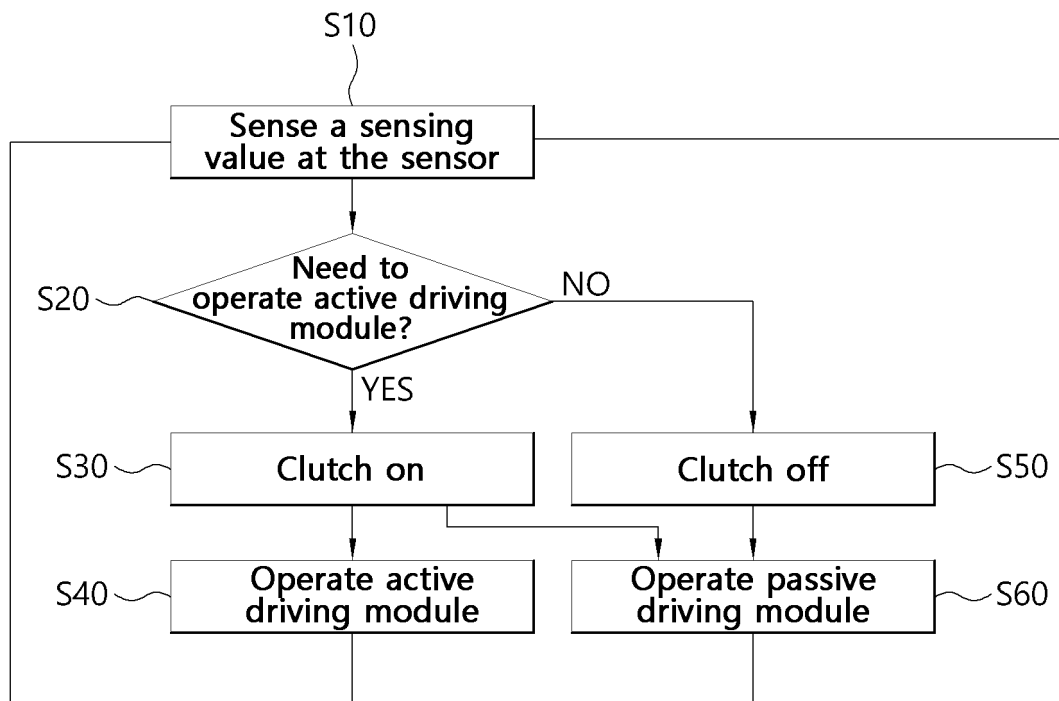 S10
Sense a sensing
value at the sensor
Need to
operate active driving
module?
S20
NO
YES
S30
Clutch on
Clutch off
S50
S40
Operate active
driving module
Operate passive
driving module
S60